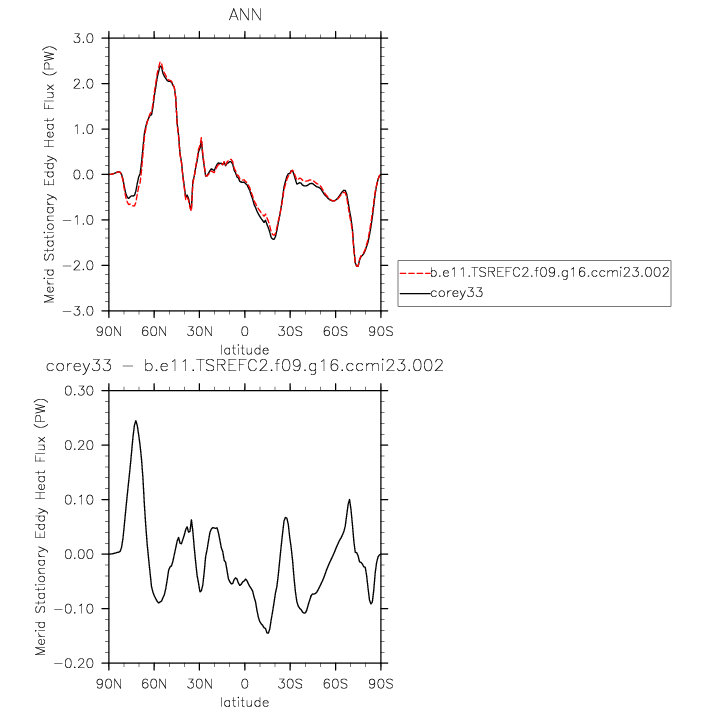 ANN
Merid Stationary Eddy Heat Flux (PW)
3.0
2.0
1.0
0.0
−1.0
−2.0
−3.0
90N 60N 30N 0 30S 60S 90S
latitude
b.e11.TSREFC2.f09.g16.ccmi23.002
corey33
corey33 − b.e11.TSREFC2.f09.g16.ccmi23.002
Merid Stationary Eddy Heat Flux (PW)
0.30
0.20
0.10
0.00
−0.10
−0.20
90N 60N 30N 0 30S 60S 90S
latitude